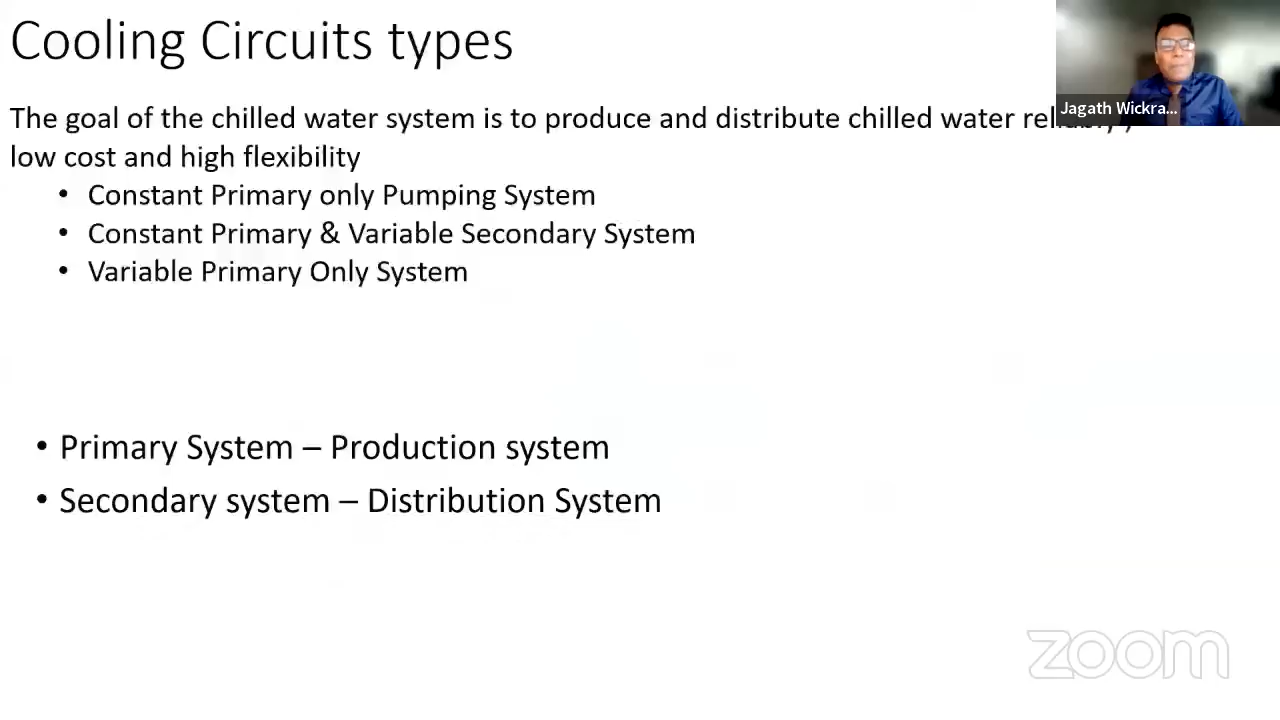 Cooling Circuits types
Jagath Wickra...
The goal of the chilled water system is to produce and distribute chilled water
low cost and high flexibility
• Constant Primary only Pumping System
• Constant Primary & Variable Secondary System
• Variable Primary Only System
• Primary System – Production system
• Secondary system – Distribution System
zoom